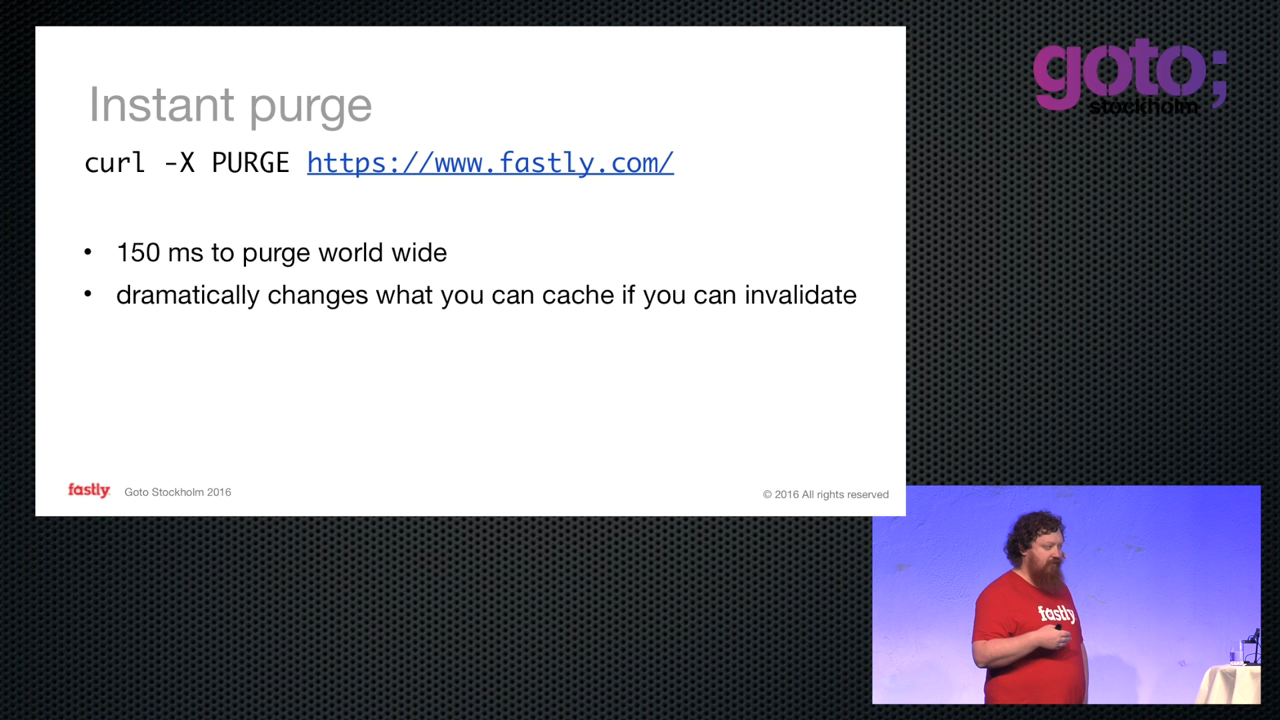 Instant purge
curl -X PURGE https://www.fastly.com/
• 150 ms to purge world wide
• dramatically changes what you can cache if you can invalidate
fastly
Goto Stockholm 2016
© 2016 All rights reserved
goto;
stockholm
fastly